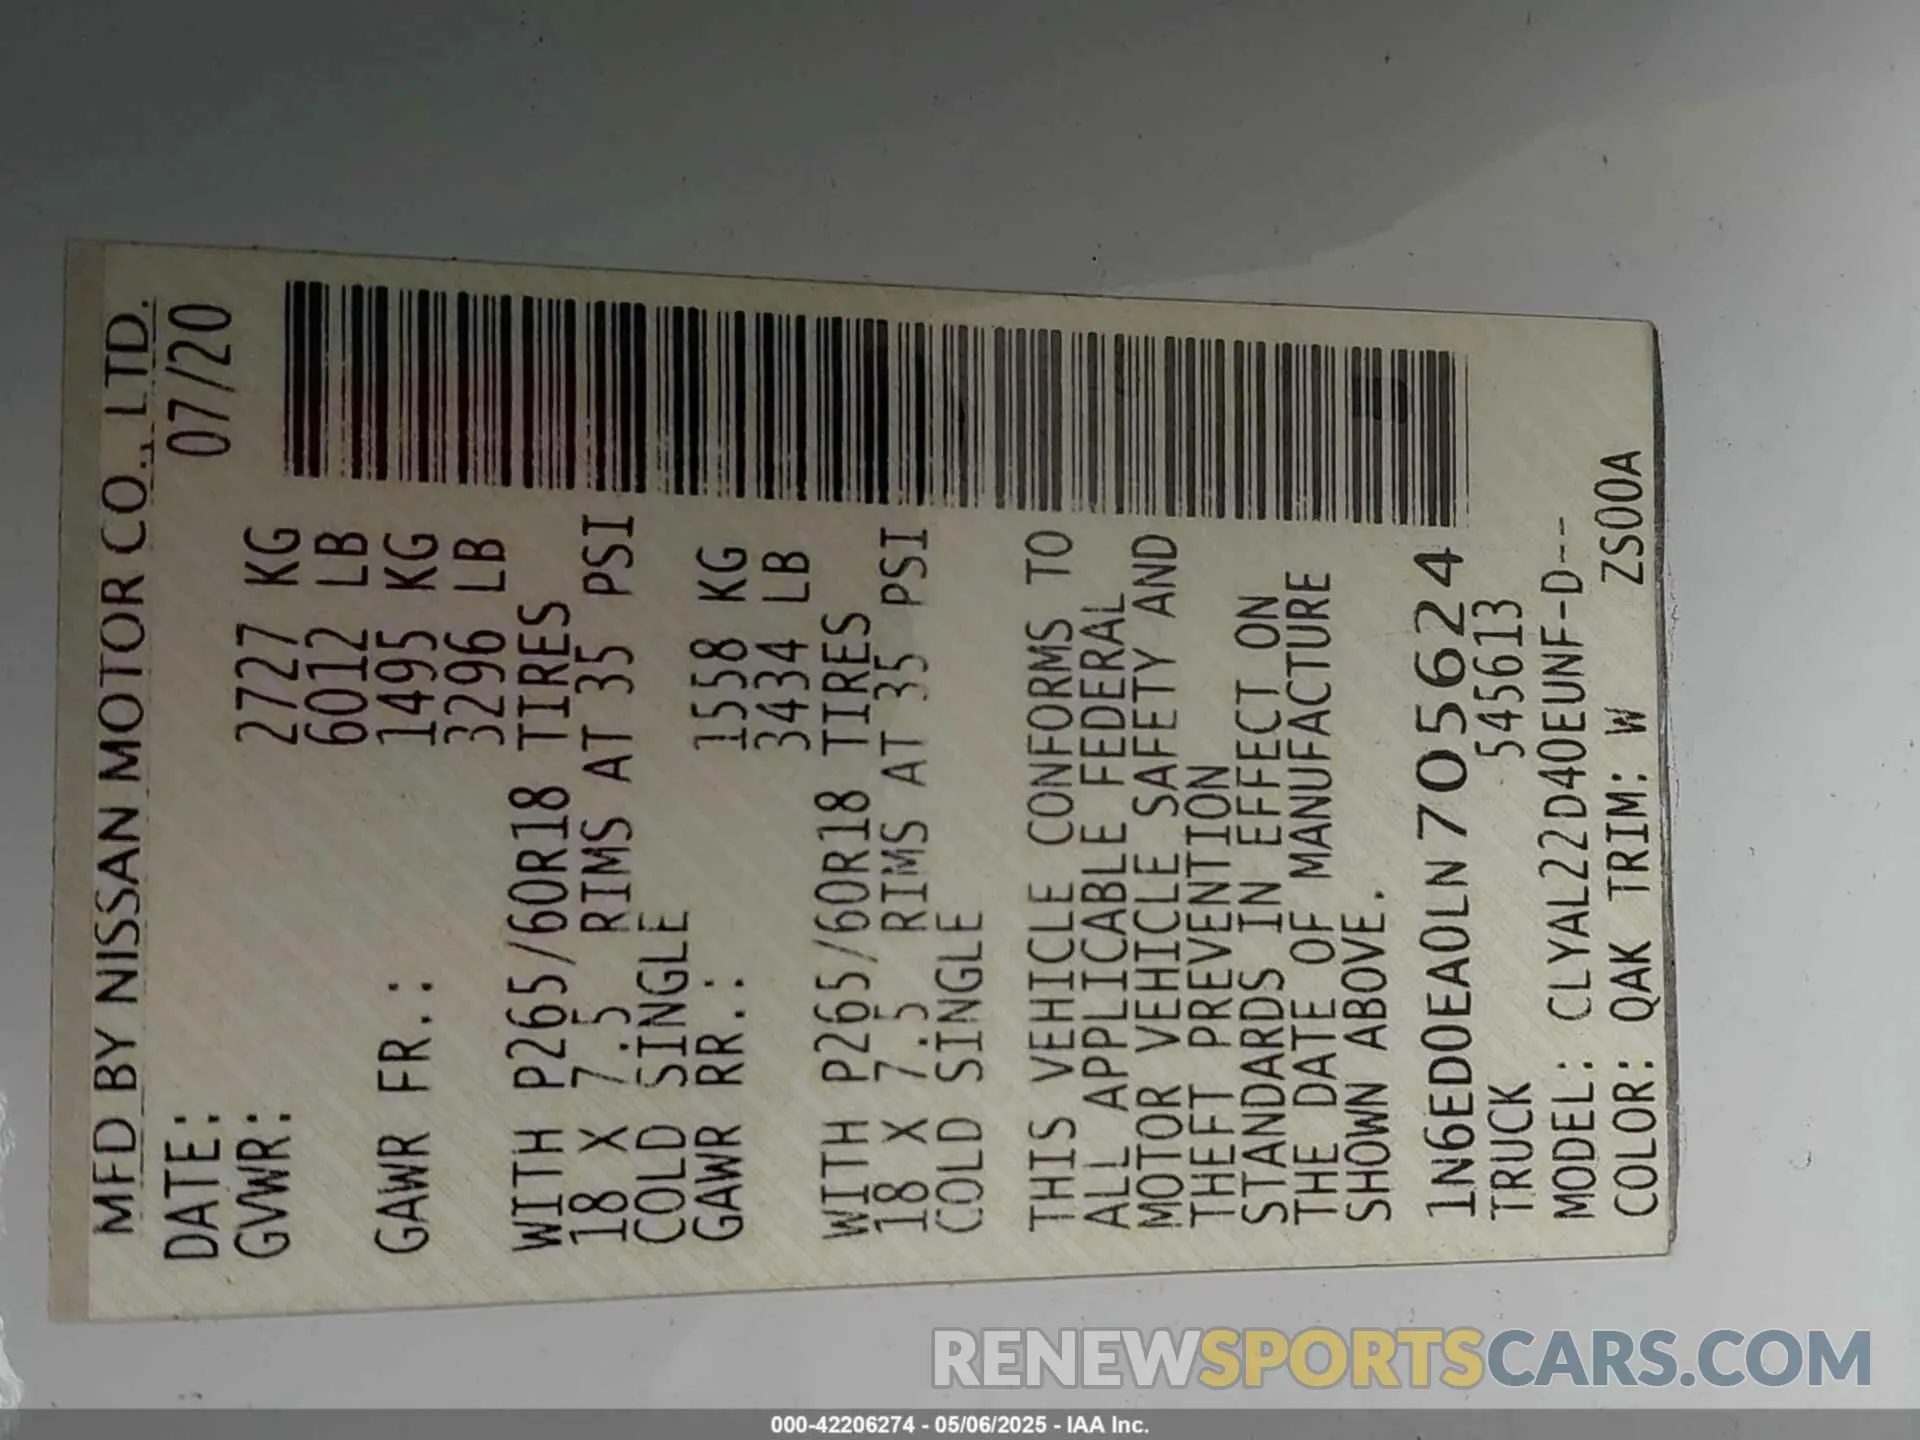 MFD BY NISSAN MOTOR CO., LTD.
DATE: 07/20
GVWR: 2727 KG
6012 LB
GAWR FR.: 1495 KG
3296 LB
WITH P265/60R18 TIRES
18 X 7.5 RIMS AT 35 PSI
COLD SINGLE
GAWR RR.: 1558 KG
3434 LB
WITH P265/60R18 TIRES
18 X 7.5 RIMS AT 35 PSI
COLD SINGLE
THIS VEHICLE CONFORMS TO
ALL APPLICABLE FEDERAL
MOTOR VEHICLE SAFETY AND
THEFT PREVENTION
STANDARDS IN EFFECT ON
THE DATE OF MANUFACTURE
SHOWN ABOVE.
1N6ED0EA0LN705624
TRUCK 545613
MODEL: CLYAL22D40EUNF-D--
COLOR: QAK TRIM: W ZS00A
RENEWSPORTSCARS.COM
000-42206274 - 05/06/2025 - IAA Inc.